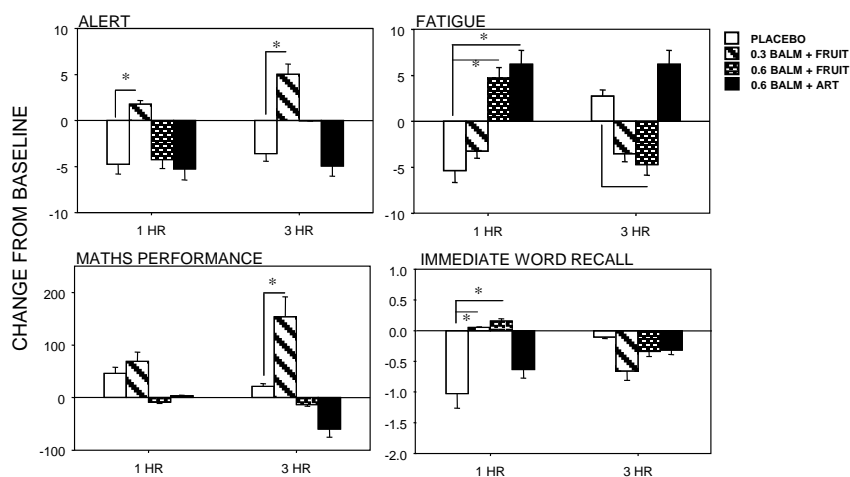 ALERT
10
5
0
-5
-10
*
*
1 HR
3 HR
FATIGUE
10
5
0
-5
-10
*
*
1 HR
3 HR
PLACEBO
0.3 BALM + FRUIT
0.6 BALM + FRUIT
0.6 BALM + ART
CHANGE FROM BASELINE
MATHS PERFORMANCE
200
100
0
-100
*
1 HR
3 HR
IMMEDIATE WORD RECALL
1.0
0.5
-0.0
-0.5
-1.0
-1.5
-2.0
*
*
1 HR
3 HR